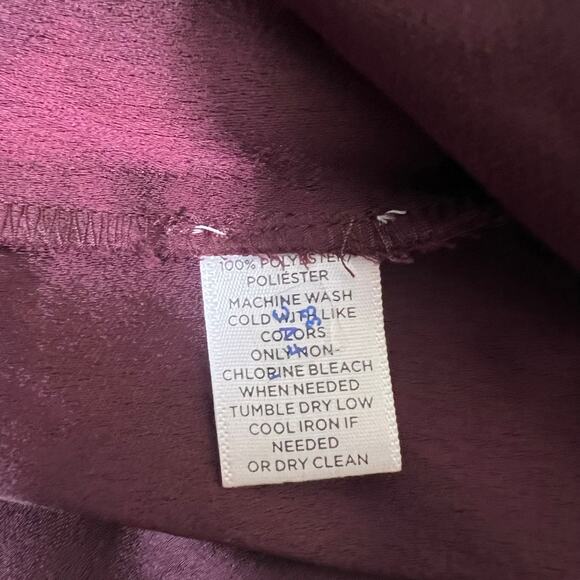 100% POLYESTER/
POLIESTER
MACHINE WASH
COLD WITH LIKE
COLORS
ONLY NON-
CHLORINE BLEACH
WHEN NEEDED
TUMBLE DRY LOW
COOL IRON IF
NEEDED
OR DRY CLEAN